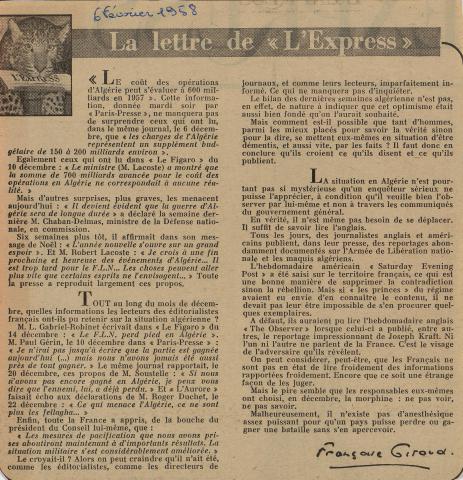 6 février 1958
La lettre de « L'Express »
L'EXPRESS
« LE coût des opérations
d'Algérie peut s'évaluer à 600 mil-
liards en 1957 ». Cette informa-
tion, donnée mardi soir par
« Paris-Presse », ne manquera pas
de surprendre ceux qui ont lu,
dans le même journal, le 6 décem-
bre, que « les charges de l'Algérie
représentent un supplément bud-
gétaire de 150 à 200 milliards environ ».
Egalement ceux qui ont lu dans « Le Figaro » du
10 décembre : « Le ministre (M. Lacoste) a montré que
la somme de 700 milliards avancée pour le coût des
opérations en Algérie ne correspondait à aucune réa-
lité. »
Mais d'autres surprises, plus graves, les menacent
aujourd'hui : « Il devient évident que la guerre d'Al-
gérie sera de longue durée » a déclaré la semaine der-
nière M. Chaban-Delmas, ministre de la Défense natio-
nale, en commission.
Six semaines plus tôt, il affirmait dans son messa-
ge de Noël : « L'année nouvelle s'ouvre sur un grand
espoir ». Et M. Robert Lacoste : « Je crois à une fin
prochaine et heureuse des événements d'Algérie... Il
est trop tard pour le F.L.N... Les choses peuvent aller
plus vite que certains esprits ne l'envisagent... » Toute
la presse a reproduit largement ces propos.
TOUT au long du mois de décem-
bre, quelles informations les lecteurs des éditorialistes
français ont-ils pu retenir sur la situation algérienne ?
M. L. Gabriel-Robinet écrivait dans « Le Figaro » du
14 décembre : « Le F.L.N. perd pied en Algérie ».
M. Paul Gérin, le 10 décembre, dans « Paris-Presse » :
« Je n'irai pas jusqu'à écrire que la partie est gagnée
aujourd'hui (...) mais nous n'avons jamais été aussi
près de tout gagner. » Le même journal rapportait, le
20 décembre, ces propos de M. Soustelle : « Si nous
n'avons pas encore gagné en Algérie, je peux vous
dire que l'ennemi, lui, a déjà perdu. » Et « L'Aurore »
faisait écho aux déclarations de M. Roger Duchet, le
22 décembre : « Ce qui menace l'Algérie, ce ne sont
plus les fellagha... »
Enfin, toute la France a appris, de la bouche du
président du Conseil lui-même, que :
« Les mesures de pacification que nous avons pri-
ses aboutiront maintenant à d'importants résultats. La
situation militaire s'est considérablement améliorée. »
Le croyait-il ? Alors on peut craindre qu'il n'ait été,
comme les éditorialistes, comme les directeurs de
journaux, et comme leurs lecteurs, imparfaitement in-
formé. Ce qui ne manquera pas d'inquiéter.
Le bilan des dernières semaines algériennes n'est pas,
en effet, de nature à indiquer que cet optimisme était
aussi bien fondé qu'on l'aurait souhaité.
Mais comment est-il possible que tant d'hommes,
parmi les mieux placés pour savoir la vérité sinon
pour la dire, se mettent eux-mêmes en situation d'être
démentis, et aussi vite, par les faits ? Il faut donc en
conclure qu'ils croient ce qu'ils disent et ce qu'ils
publient.
LA situation en Algérie n'est pour-
tant pas si mystérieuse qu'un enquêteur sérieux ne
puisse l'apprécier, à condition qu'il veuille bien l'ob-
server par lui-même et non à travers les communiqués
du gouvernement général.
En vérité, il n'est même pas besoin de se déplacer.
Il suffit de savoir lire l'anglais.
Tous les jours, des journalistes anglais et améri-
cains publient, dans leur presse, des reportages abon-
damment documentés sur l'Armée de Libération natio-
nale et les maquis algériens.
L'hebdomadaire américain « Saturday Evening
Post » a été saisi sur le territoire français, ce qui est
une bonne manière de supprimer la contradiction
sinon la rébellion. Mais si « les princes » du régime
avaient eu envie d'en connaître le contenu, il ne
devait pas leur être impossible de s'en procurer quel-
ques exemplaires.
A défaut, ils auraient pu lire l'hebdomadaire anglais
« The Observer » lorsque celui-ci a publié, entre au-
tres, le reportage impressionnant de Joseph Kraft. Ni
l'un ni l'autre ne parlent de la France. C'est le visage
de l'adversaire qu'ils révèlent.
On peut considérer, peut-être, que les Français ne
sont pas en état de lire froidement des informations
rapportées froidement. Encore que ce soit une étrange
façon de les juger.
Mais le pire semble que les responsables eux-mêmes
ont choisi, en décembre, la morphine : ne pas voir,
ne pas savoir.
Malheureusement, il n'existe pas d'anesthésique
assez puissant pour qu'un pays puisse perdre ou ga-
gner une bataille sans s'en apercevoir.
Françoise Giroud.